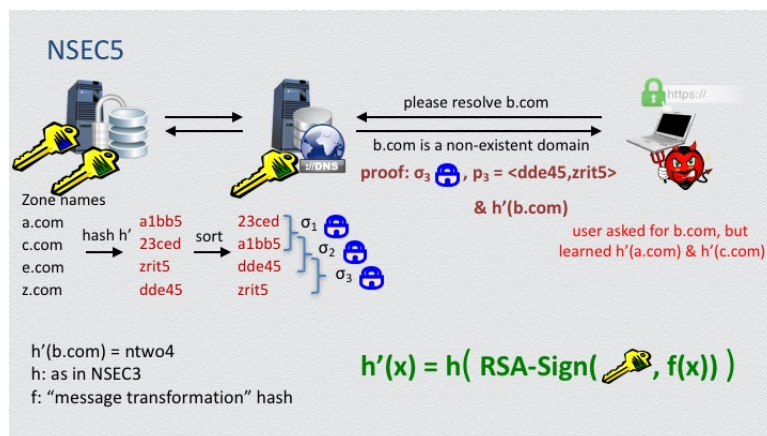 NSEC5
https://
please resolve b.com
b.com is a non-existent domain
://DNS
proof: σ3 , p3 = <dde45,zrit5>
& h’(b.com)
user asked for b.com, but
learned h’(a.com) & h’(c.com)
Zone names
a.com
c.com
e.com
z.com
hash h’
a1bb5
23ced
zrit5
dde45
sort
23ced
a1bb5
dde45
zrit5
σ1
σ2
σ3
h’(b.com) = ntwo4
h: as in NSEC3
f: “message transformation” hash
h’(x) = h( RSA-Sign( , f(x)) )